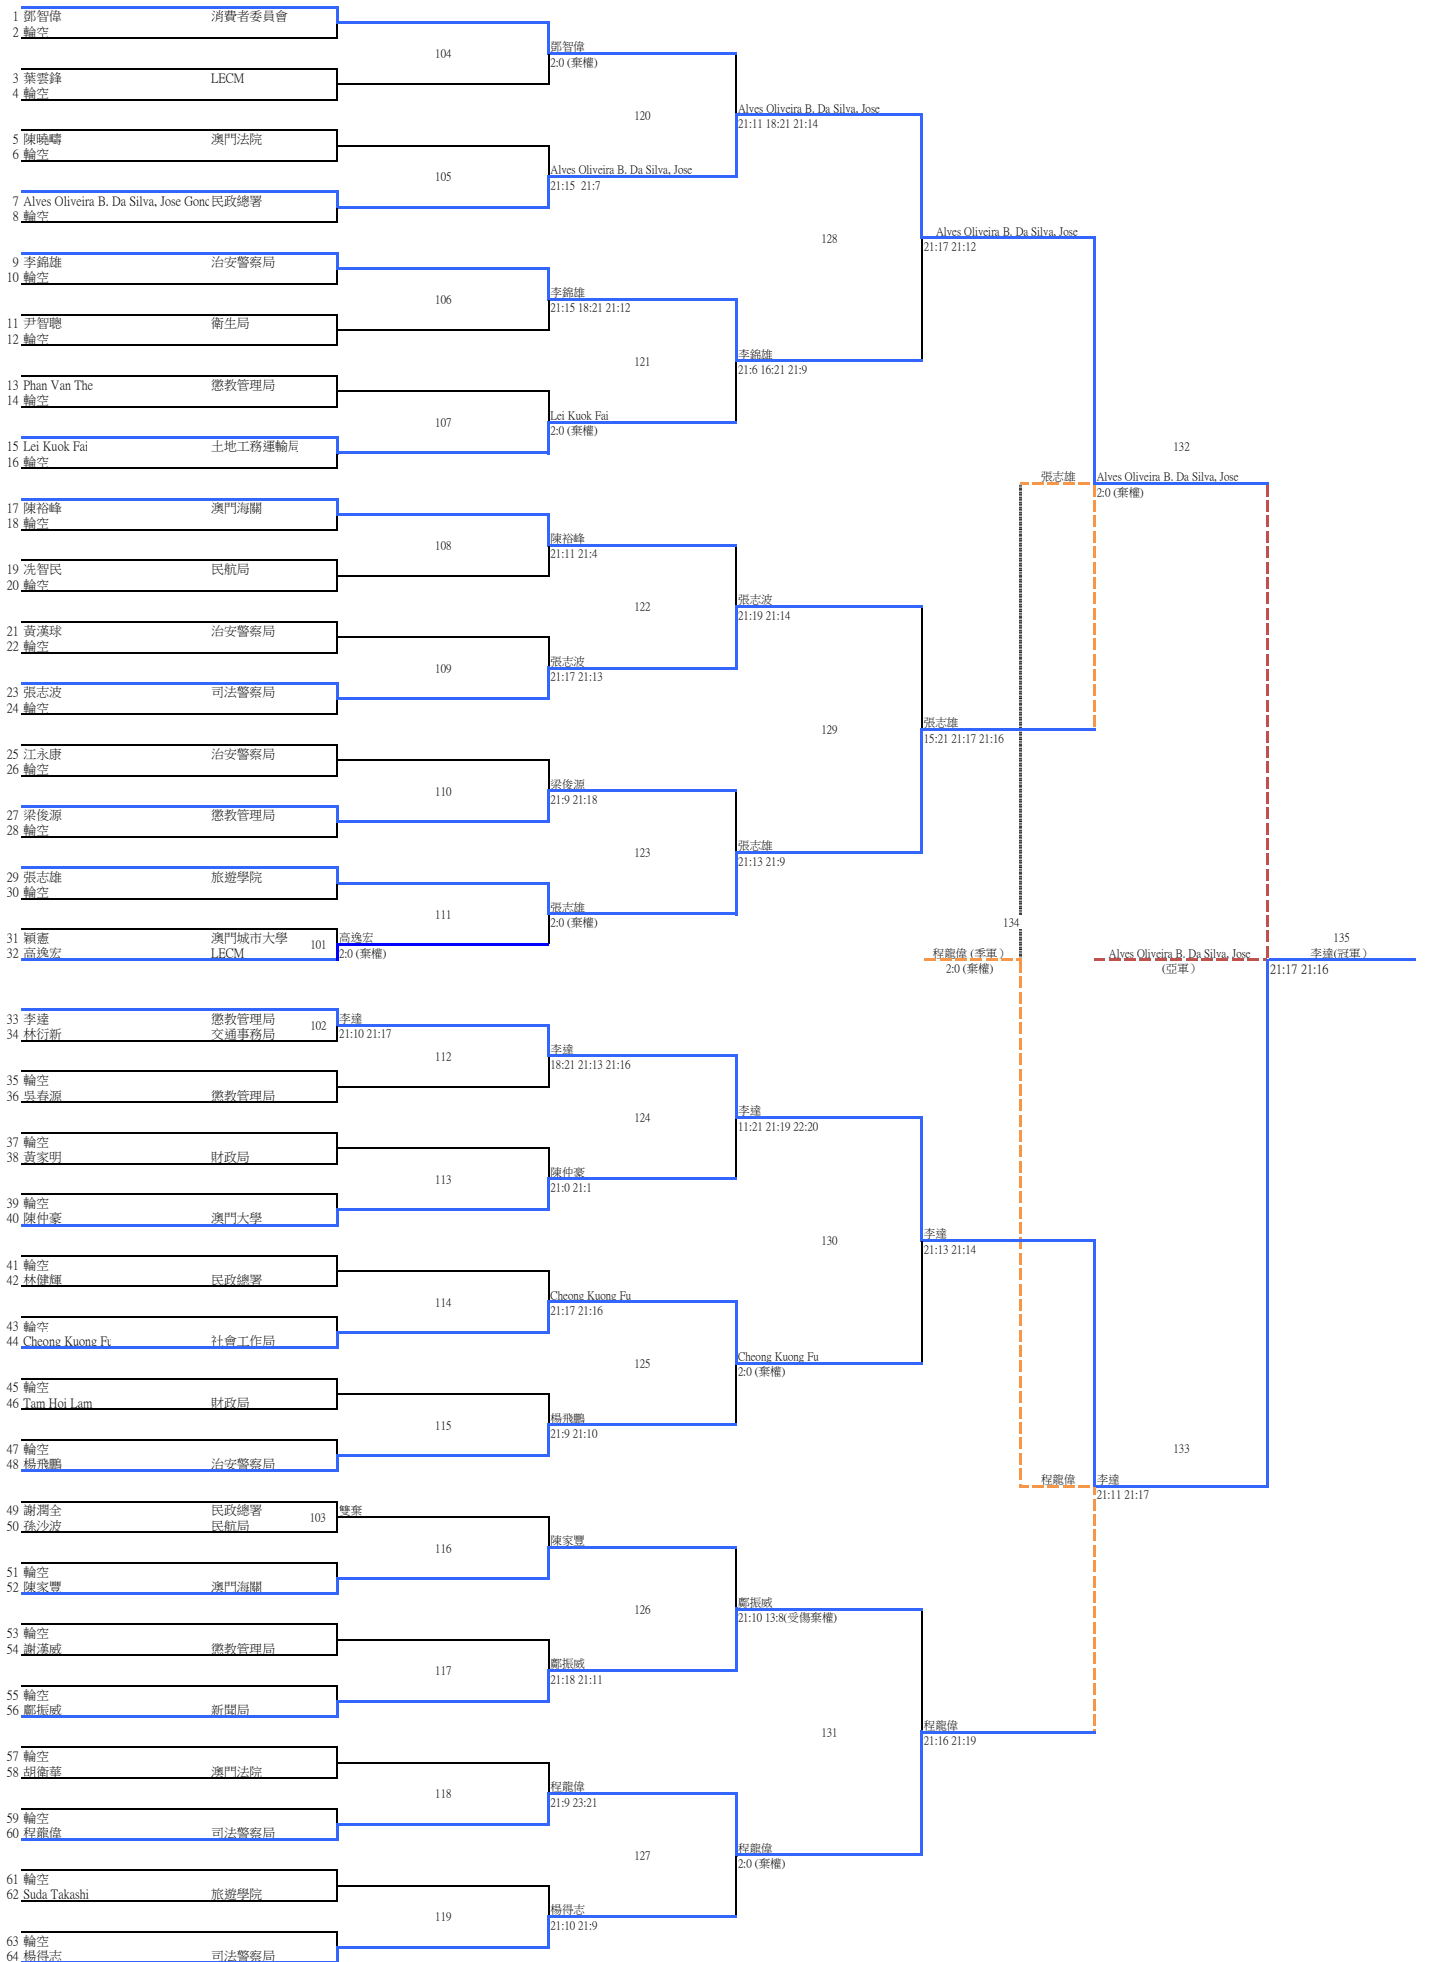 1 鄧智偉 消費者委員會
2 輪空
104
鄧智偉
2:0 (棄權)
3 葉雲鋒 LECM
4 輪空
120
Alves Oliveira B. Da Silva, Jose
21:11 18:21 21:14
5 陳曉疇 澳門法院
6 輪空
105
Alves Oliveira B. Da Silva, Jose
21:15 21:7
7 Alves Oliveira B. Da Silva, Jose Gonc 民政總署
8 輪空
128
Alves Oliveira B. Da Silva, Jose
21:17 21:12
9 李錦雄 治安警察局
10 輪空
106
李錦雄
21:15 18:21 21:12
11 尹智聰 衛生局
12 輪空
121
李錦雄
21:6 16:21 21:9
13 Phan Van The 懲教管理局
14 輪空
107
Lei Kuok Fai
2:0 (棄權)
15 Lei Kuok Fai 土地工務運輸局
16 輪空
132
張志雄
Alves Oliveira B. Da Silva, Jose
2:0 (棄權)
17 陳裕峰 澳門海關
18 輪空
108
陳裕峰
21:11 21:4
19 冼智民 民航局
20 輪空
122
張志波
21:19 21:14
21 黃漢球 治安警察局
22 輪空
109
張志波
21:17 21:13
23 張志波 司法警察局
24 輪空
129
張志雄
15:21 21:17 21:16
25 江永康 治安警察局
26 輪空
110
梁俊源
21:9 21:18
27 梁俊源 懲教管理局
28 輪空
123
張志雄
21:13 21:9
29 張志雄 旅遊學院
30 輪空
111
張志雄
2:0 (棄權)
134
31 穎憲 澳門城市大學 101 高逸宏
32 高逸宏 LECM 2:0 (棄權)
程龍偉 (季軍)
2:0 (棄權)
Alves Oliveira B. Da Silva, Jose
(亞軍)
135
李達(冠軍)
21:17 21:16
33 李達 懲教管理局 102 李達
34 林衍新 交通事務局 21:10 21:17
112
李達
18:21 21:13 21:16
35 輪空
36 吳春源 懲教管理局
124
李達
11:21 21:19 22:20
37 輪空
38 黃家明 財政局
113
陳仲豪
21:0 21:1
39 輪空
40 陳仲豪 澳門大學
130
李達
21:13 21:14
41 輪空
42 林健輝 民政總署
114
Cheong Kuong Fu
21:17 21:16
43 輪空
44 Cheong Kuong Fu 社會工作局
125
Cheong Kuong Fu
2:0 (棄權)
45 輪空
46 Tam Hoi Lam 財政局
115
楊飛鵬
21:9 21:10
47 輪空
48 楊飛鵬 治安警察局
133
程龍偉
李達
21:11 21:17
49 謝潤全 民政總署 103 雙棄
50 孫沙波 民航局
116
陳家豐
51 輪空
52 陳家豐 澳門海關
126
鄺振威
21:10 13:8(受傷棄權)
53 輪空
54 謝漢威 懲教管理局
117
鄺振威
21:18 21:11
55 輪空
56 鄺振威 新聞局
131
程龍偉
21:16 21:19
57 輪空
58 胡衛華 澳門法院
118
程龍偉
21:9 23:21
59 輪空
60 程龍偉 司法警察局
127
程龍偉
2:0 (棄權)
61 輪空
62 Suda Takashi 旅遊學院
119
楊得志
21:10 21:9
63 輪空
64 楊得志 司法警察局